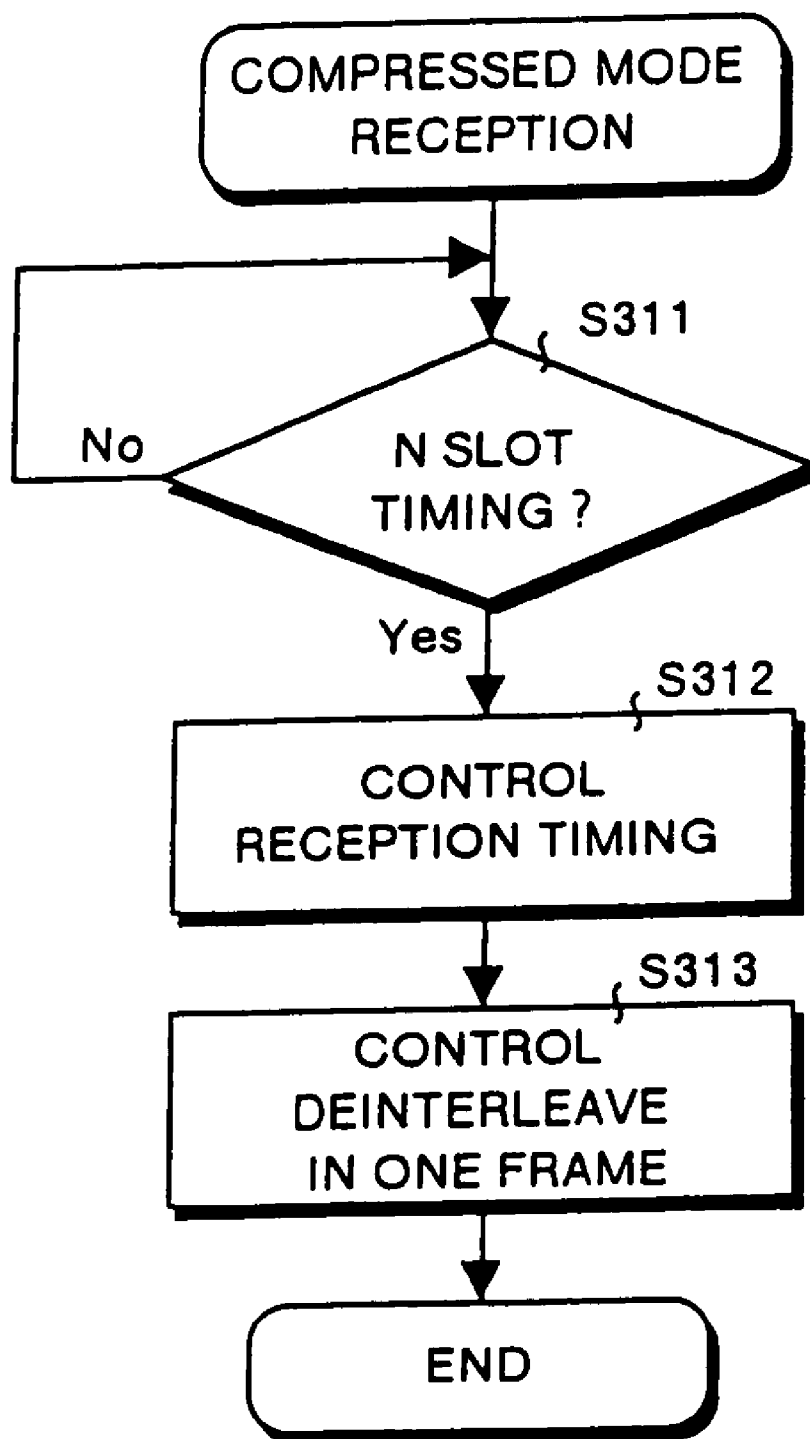 COMPRESSED MODE
RECEPTION
S311
No
N SLOT
TIMING ?
Yes
S312
CONTROL
RECEPTION TIMING
S313
CONTROL
DEINTERLEAVE
IN ONE FRAME
END